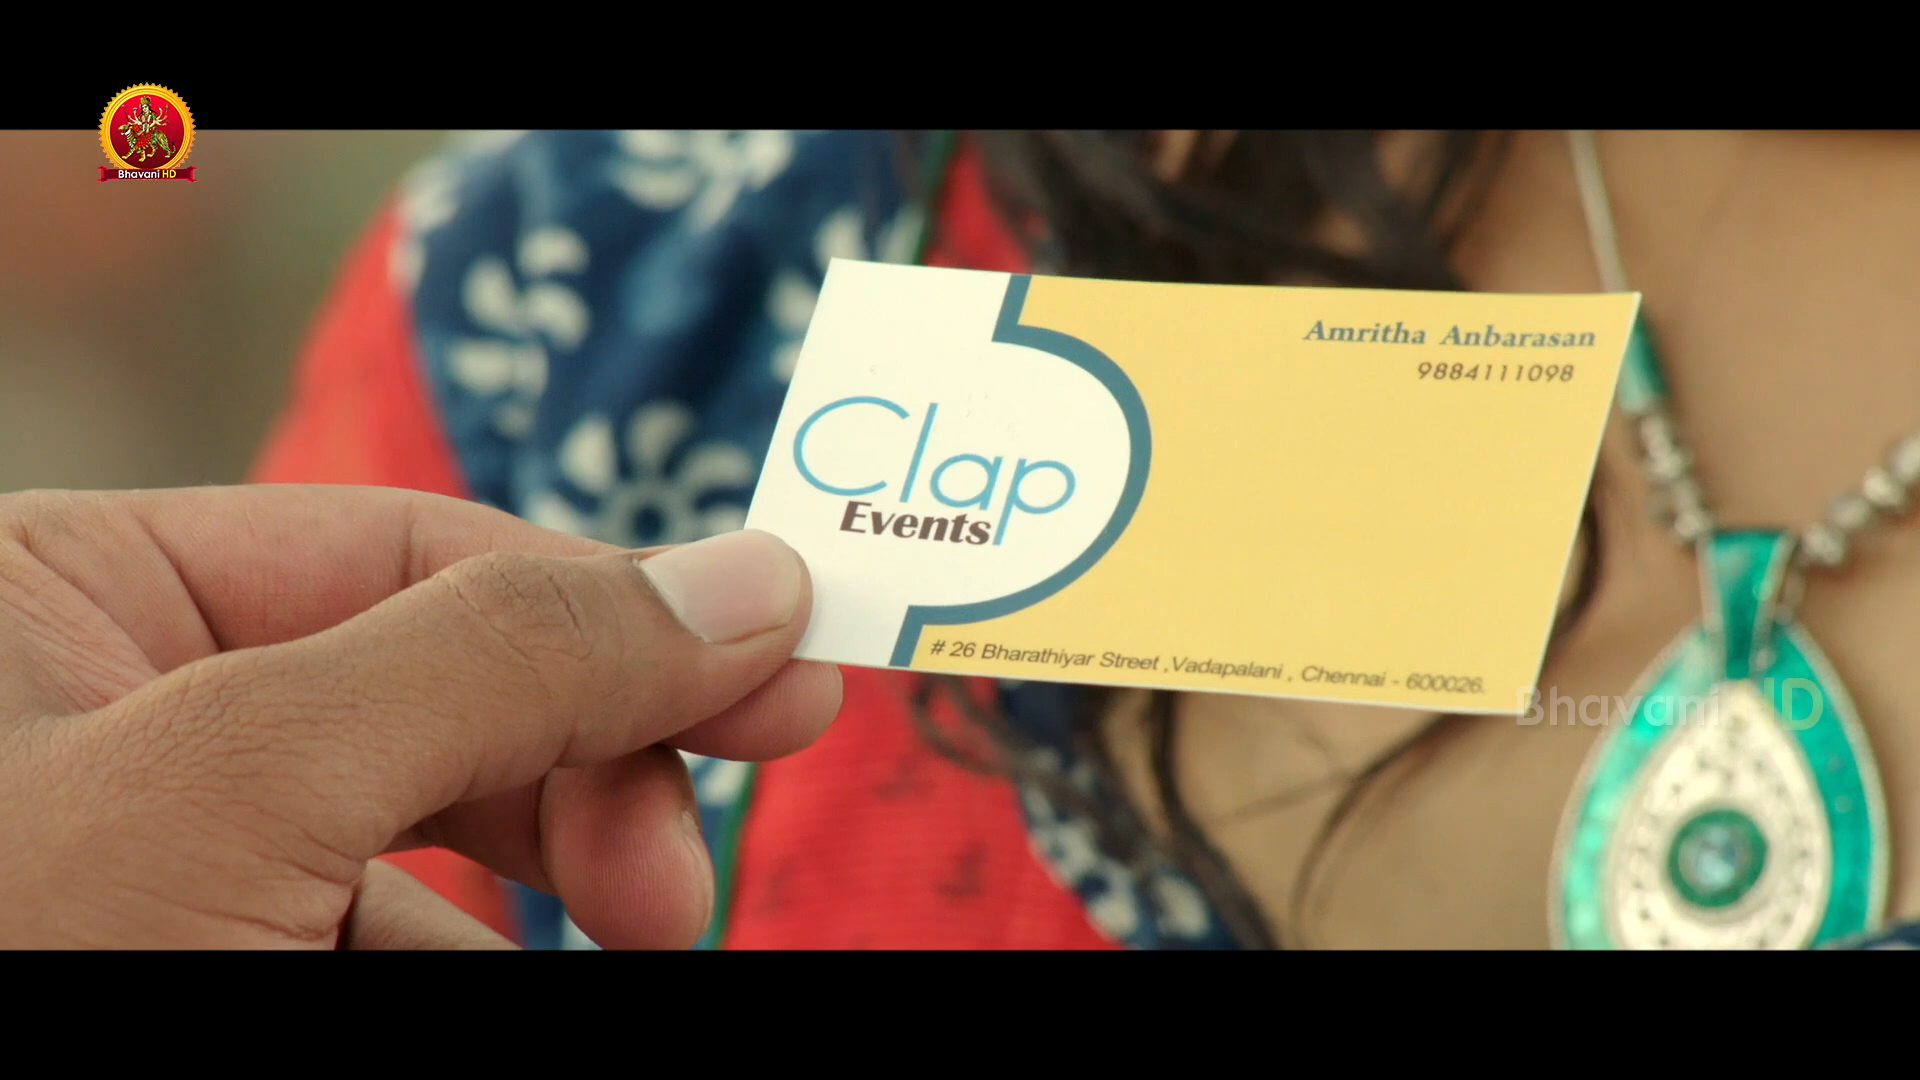 Bhavani HD
Amritha Anbarasan
9884111098
Clap
Events
# 26 Bharathiyar Street ,Vadapalani , Chennai - 600026.
Bhavani HD